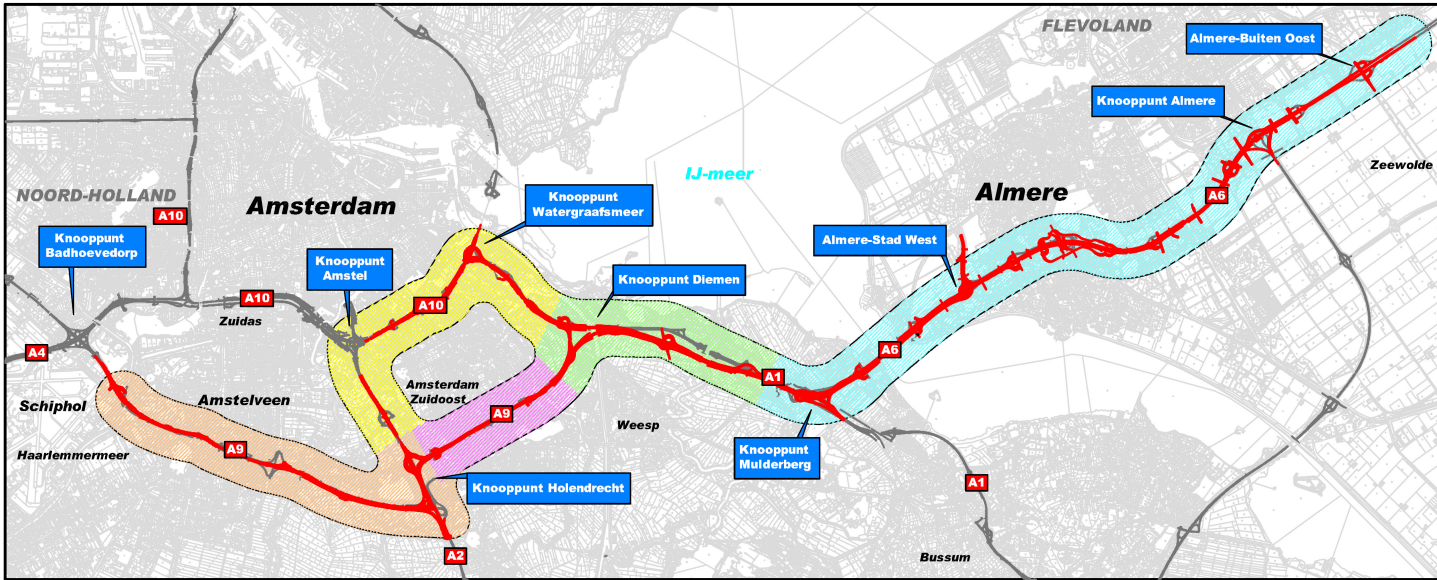 FLEVOLAND
Almere-Buiten Oost
Knooppunt Almere
Zeewolde
IJ-meer
NOORD-HOLLAND
A10
Amsterdam
Knooppunt
Watergraafsmeer
Almere
A6
Knooppunt
Badhoevedorp
Knooppunt
Amstel
Almere-Stad West
Knooppunt Diemen
A10
A10
Zuidas
A4
A6
A1
Schiphol
Amstelveen
Amsterdam
Zuidoost
A9
Weesp
Haarlemmermeer
A9
Knooppunt
Mulderberg
Knooppunt Holendrecht
A1
A2
Bussum